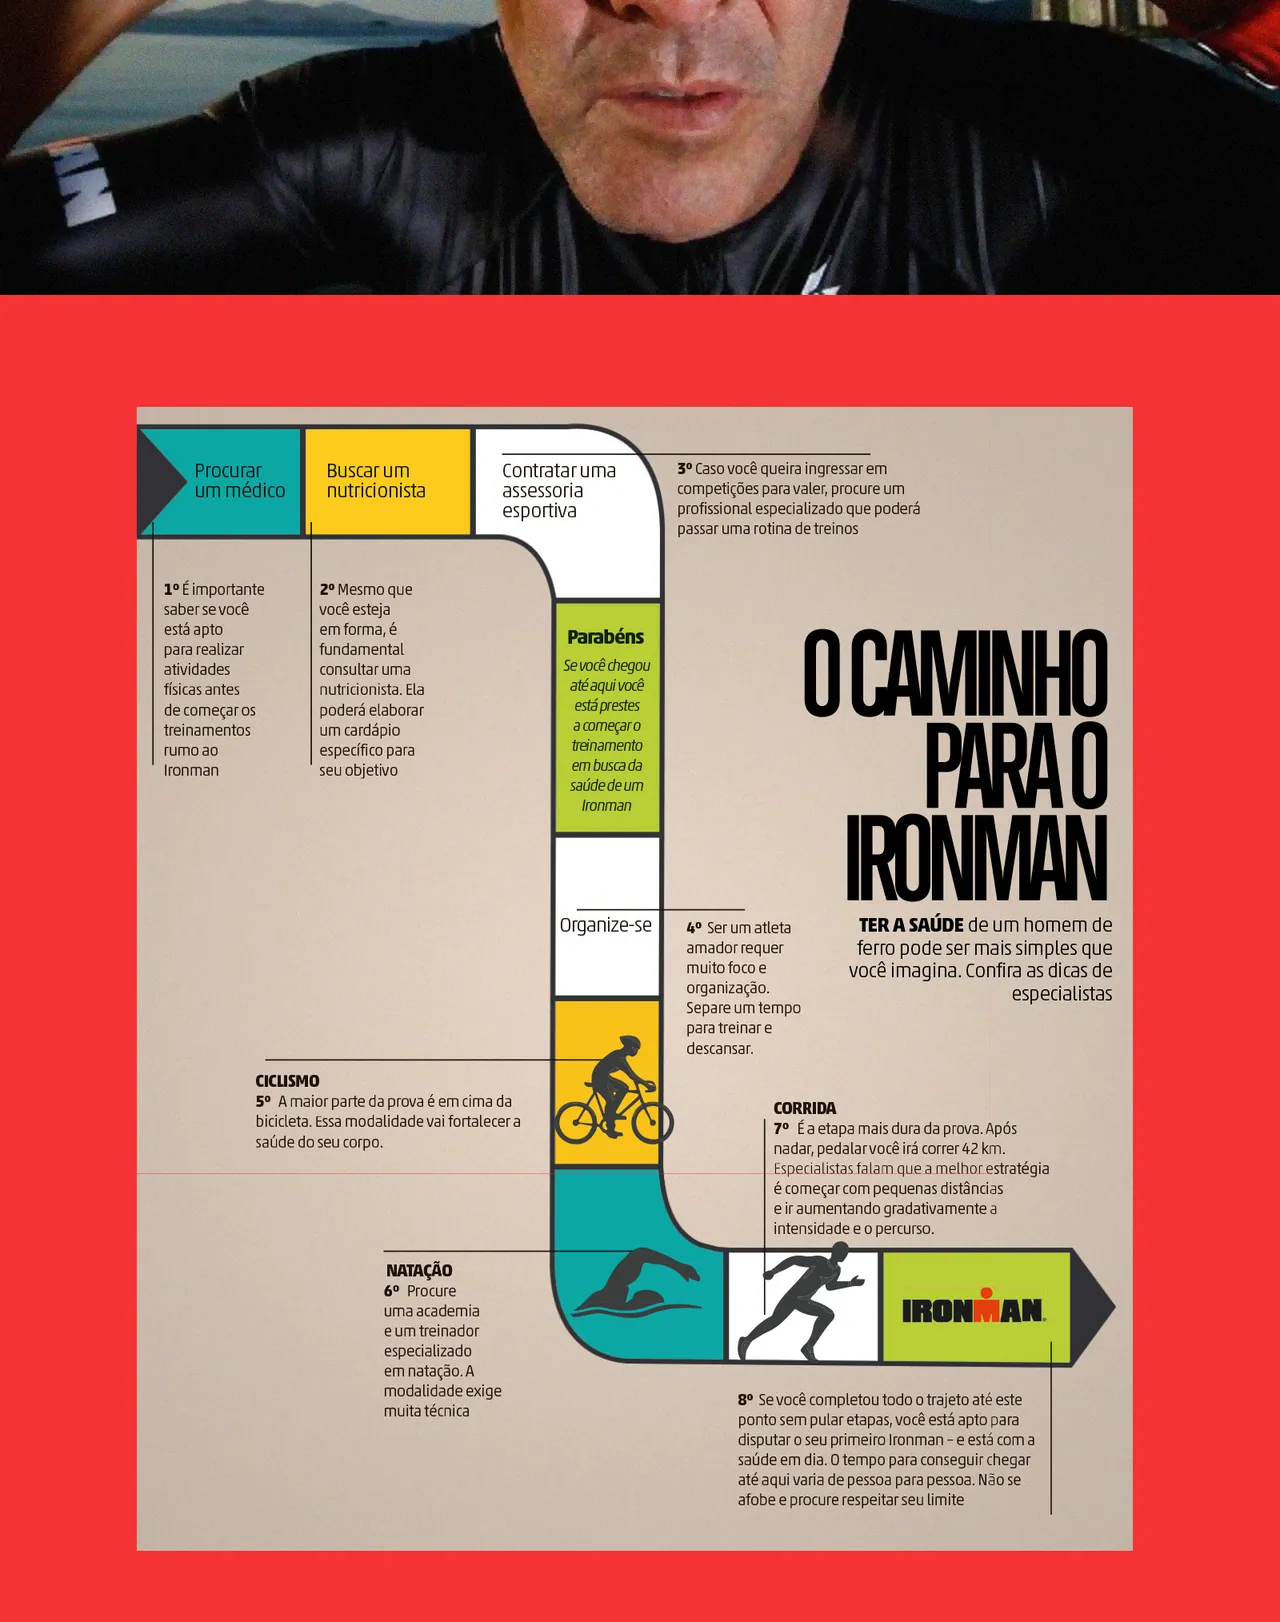 AN
Procurar
um médico
Buscar um
nutricionista
Contratar uma
assessoria
esportiva
3º Caso você queira ingressar em
competições para valer, procure um
profissional especializado que poderá
passar uma rotina de treinos
1º É importante
saber se você
está apto
para realizar
atividades
físicas antes
de começar os
treinamentos
rumo ao
Ironman
2º Mesmo que
você esteja
em forma, é
fundamental
consultar uma
nutricionista. Ela
poderá elaborar
um cardápio
específico para
seu objetivo
Parabéns
Se você chegou
até aqui você
está prestes
a começar o
treinamento
em busca da
saúde de um
Ironman
O CAMINHO
PARA O
IRONMAN
TER A SAÚDE de um homem de
ferro pode ser mais simples que
você imagina. Confira as dicas de
especialistas
Organize-se
4º Ser um atleta
amador requer
muito foco e
organização.
Separe um tempo
para treinar e
descansar.
CICLISMO
5º A maior parte da prova é em cima da
bicicleta. Essa modalidade vai fortalecer a
saúde do seu corpo.
NATAÇÃO
6º Procure
uma academia
e um treinador
especializado
em natação. A
modalidade exige
muita técnica
CORRIDA
7º É a etapa mais dura da prova. Após
nadar, pedalar você irá correr 42 km.
Especialistas falam que a melhor estratégia
é começar com pequenas distâncias
e ir aumentando gradativamente a
intensidade e o percurso.
IRONMAN
8º Se você completou todo o trajeto até este
ponto sem pular etapas, você está apto para
disputar o seu primeiro Ironman – e está com a
saúde em dia. O tempo para conseguir chegar
até aqui varia de pessoa para pessoa. Não se
afobe e procure respeitar seu limite